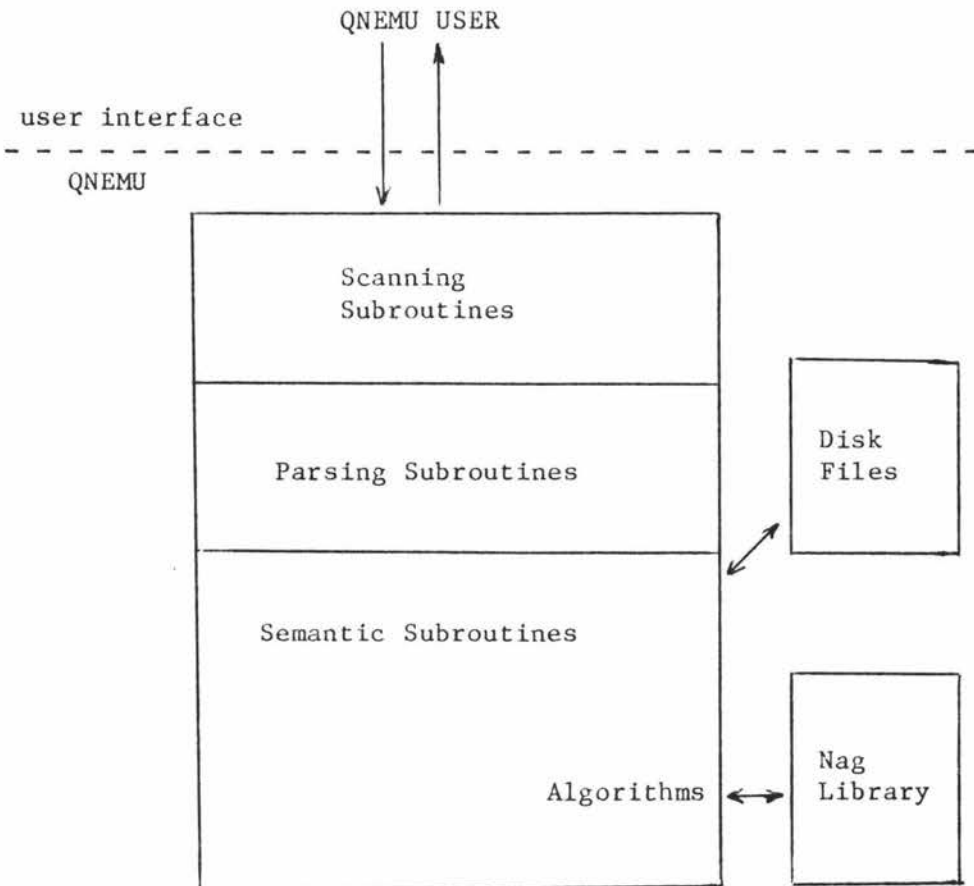 QNEMU USER
user interface
QNEMU
Scanning
Subroutines
Parsing Subroutines
Disk
Files
Semantic Subroutines
Algorithms
Nag
Library